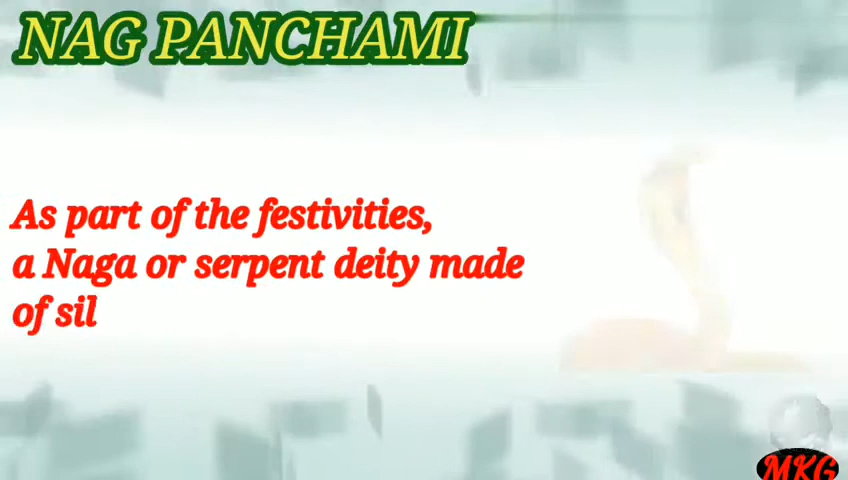 NAG PANCHAMI
As part of the festivities,
a Naga or serpent deity made
of sil
MKG